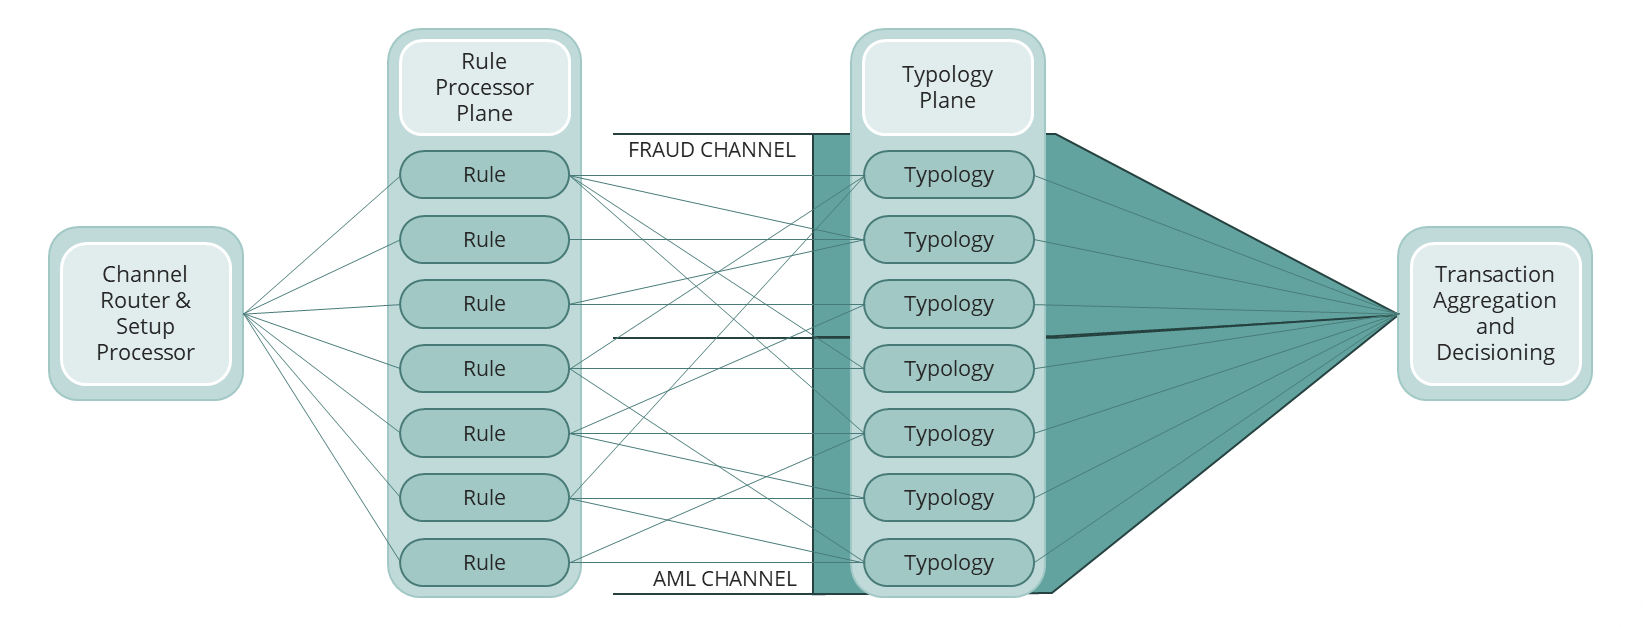 Channel
Router &
Setup
Processor
Rule
Processor
Plane
Rule
Rule
Rule
Rule
Rule
Rule
Rule
FRAUD CHANNEL
AML CHANNEL
Typology
Plane
Typology
Typology
Typology
Typology
Typology
Typology
Typology
Transaction
Aggregation
and
Decisioning